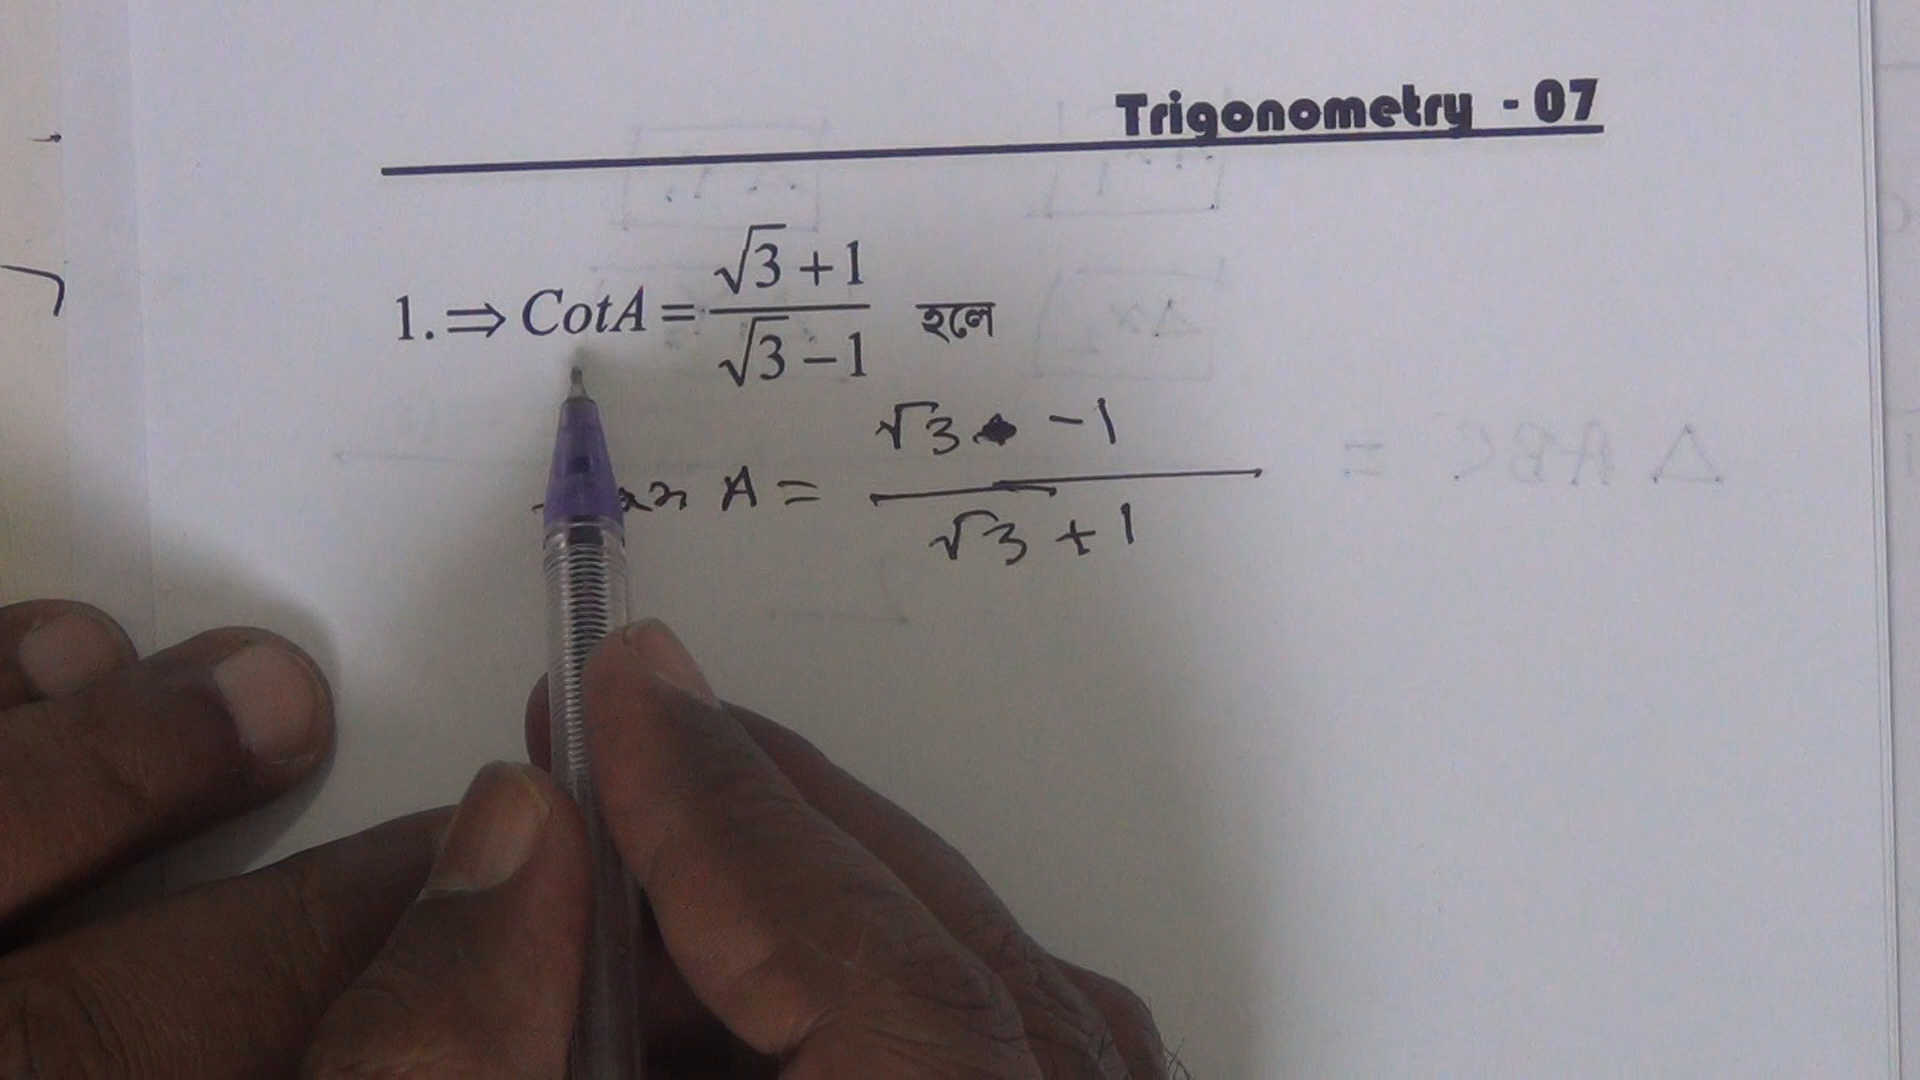 Trigonometry - 07
1. ⇒ CotA = √3 + 1 / √3 − 1 হলে
A = √3 - 1 / √3 + 1